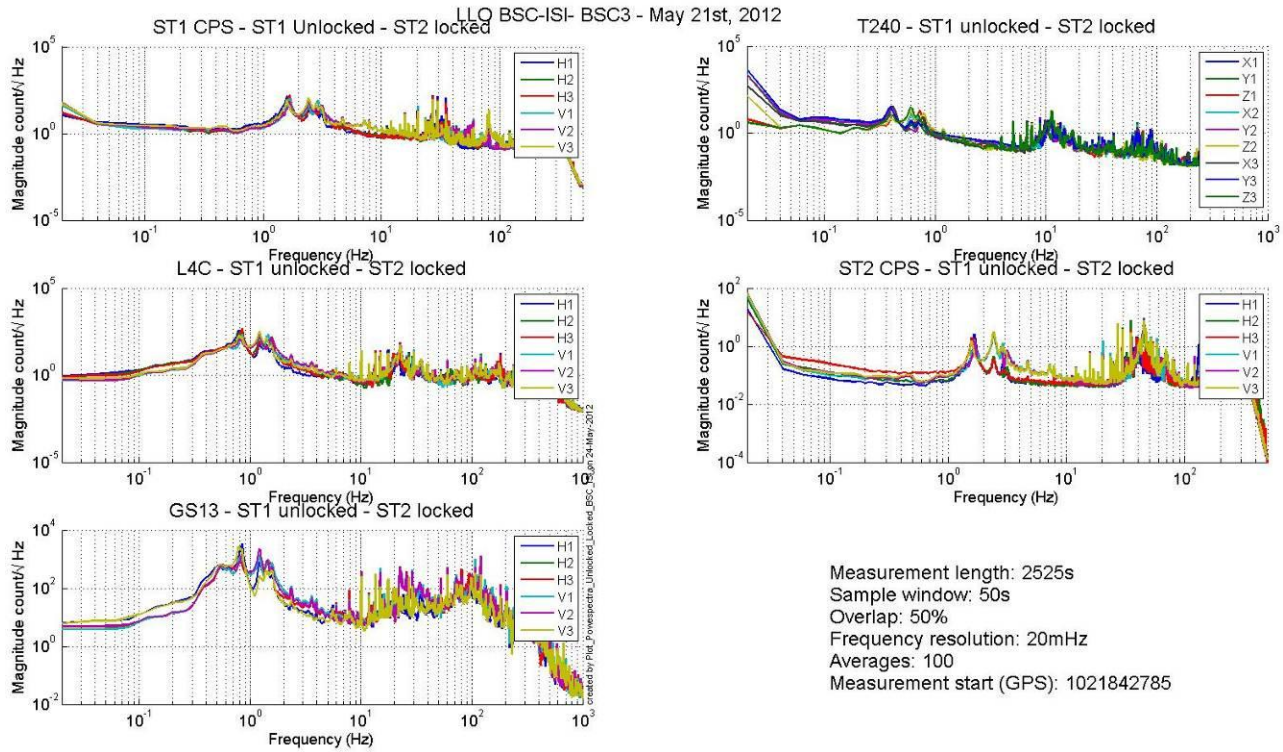 LLO BSC-ISI- BSC3 - May 21st, 2012
ST1 CPS - ST1 Unlocked - ST2 locked
Magnitude count/√ Hz
10^5
10^0
10^-5
10^-1
10^0
10^1
10^2
Frequency (Hz)
H1
H2
H3
V1
V2
V3
T240 - ST1 unlocked - ST2 locked
Magnitude count/√ Hz
10^5
10^0
10^-5
10^-1
10^0
10^1
10^2
10^3
Frequency (Hz)
X1
Y1
Z1
X2
Y2
Z2
X3
Y3
Z3
L4C - ST1 unlocked - ST2 locked
Magnitude count/√ Hz
10^5
10^0
10^-5
10^-1
10^0
10^1
10^2
10^3
Frequency (Hz)
H1
H2
H3
V1
V2
V3
ST2 CPS - ST1 unlocked - ST2 locked
Magnitude count/√ Hz
10^2
10^0
10^-2
10^-4
10^-1
10^0
10^1
10^2
Frequency (Hz)
H1
H2
H3
V1
V2
V3
GS13 - ST1 unlocked - ST2 locked
Magnitude count/√ Hz
10^4
10^2
10^0
10^-2
10^-1
10^0
10^1
10^2
10^3
Frequency (Hz)
H1
H2
H3
V1
V2
V3
created by Plot_Powespectra_Unlocked_Locked_BSC_ on 24-May-2012
Measurement length: 2525s
Sample window: 50s
Overlap: 50%
Frequency resolution: 20mHz
Averages: 100
Measurement start (GPS): 1021842785